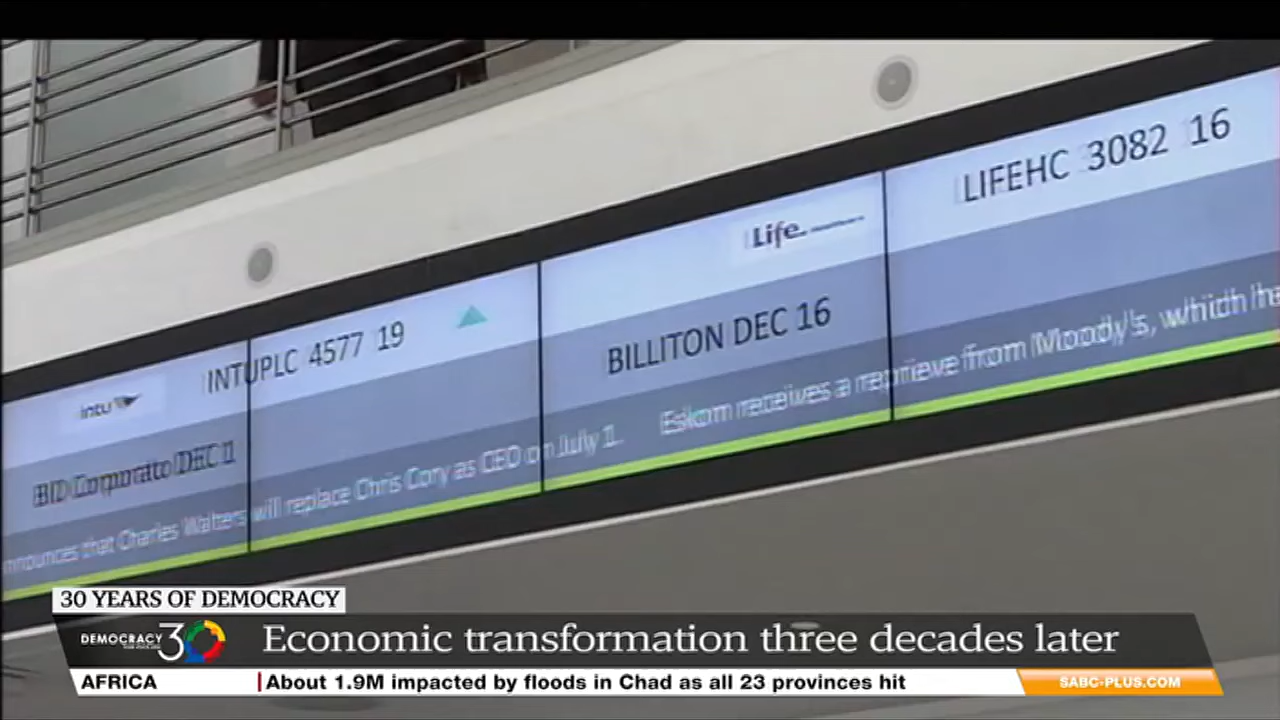 LIFEHC 3082 16
Life
BILLITON DEC 16
INTUPLC 4577 19
intu
BID Corporate DEC 1
announces that Charles Walters will replace Chris Cory as CEO on July 1. Eskom receives a reprieve from Moody's, which
30 YEARS OF DEMOCRACY
DEMOCRACY 30
Economic transformation three decades later
AFRICA
About 1.9M impacted by floods in Chad as all 23 provinces hit
SABC-PLUS.COM